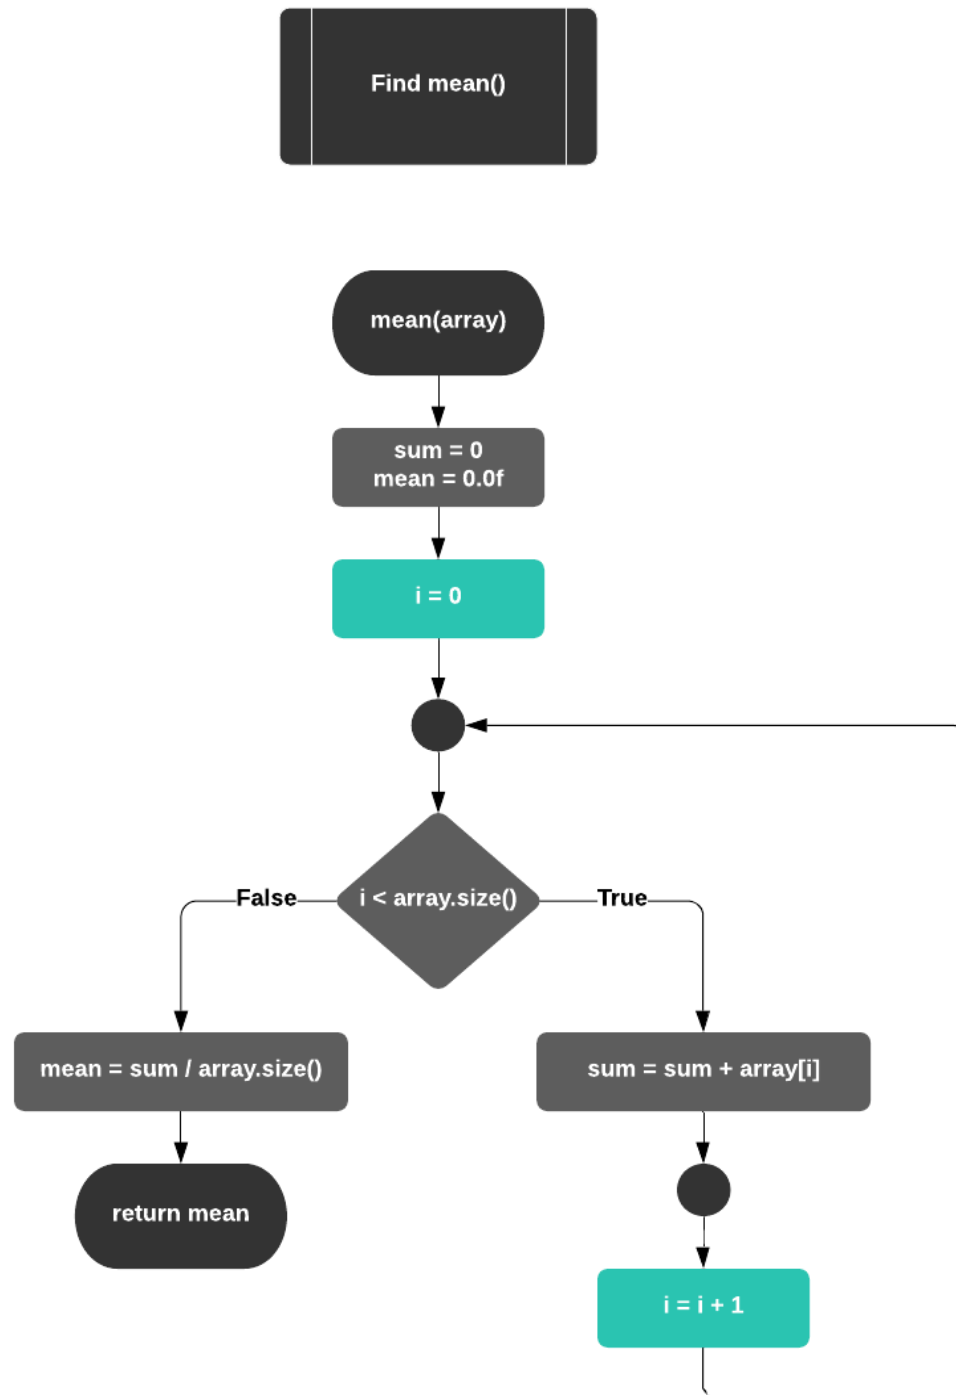 Find mean()
mean(array)
sum = 0
mean = 0.0f
i = 0
i < array.size()
False
True
mean = sum / array.size()
sum = sum + array[i]
return mean
i = i + 1